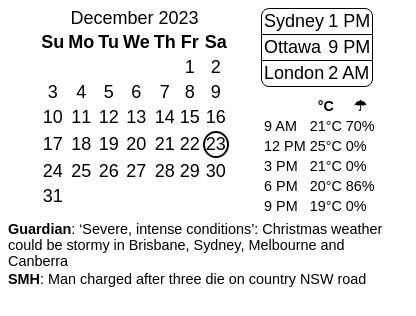 December 2023
Su Mo Tu We Th Fr Sa
1 2
3 4 5 6 7 8 9
10 11 12 13 14 15 16
17 18 19 20 21 22 23
24 25 26 27 28 29 30
31
Sydney 1 PM
Ottawa 9 PM
London 2 AM
°C ☂
9 AM 21°C 70%
12 PM 25°C 0%
3 PM 21°C 0%
6 PM 20°C 86%
9 PM 19°C 0%
Guardian: ‘Severe, intense conditions’: Christmas weather
could be stormy in Brisbane, Sydney, Melbourne and
Canberra
SMH: Man charged after three die on country NSW road